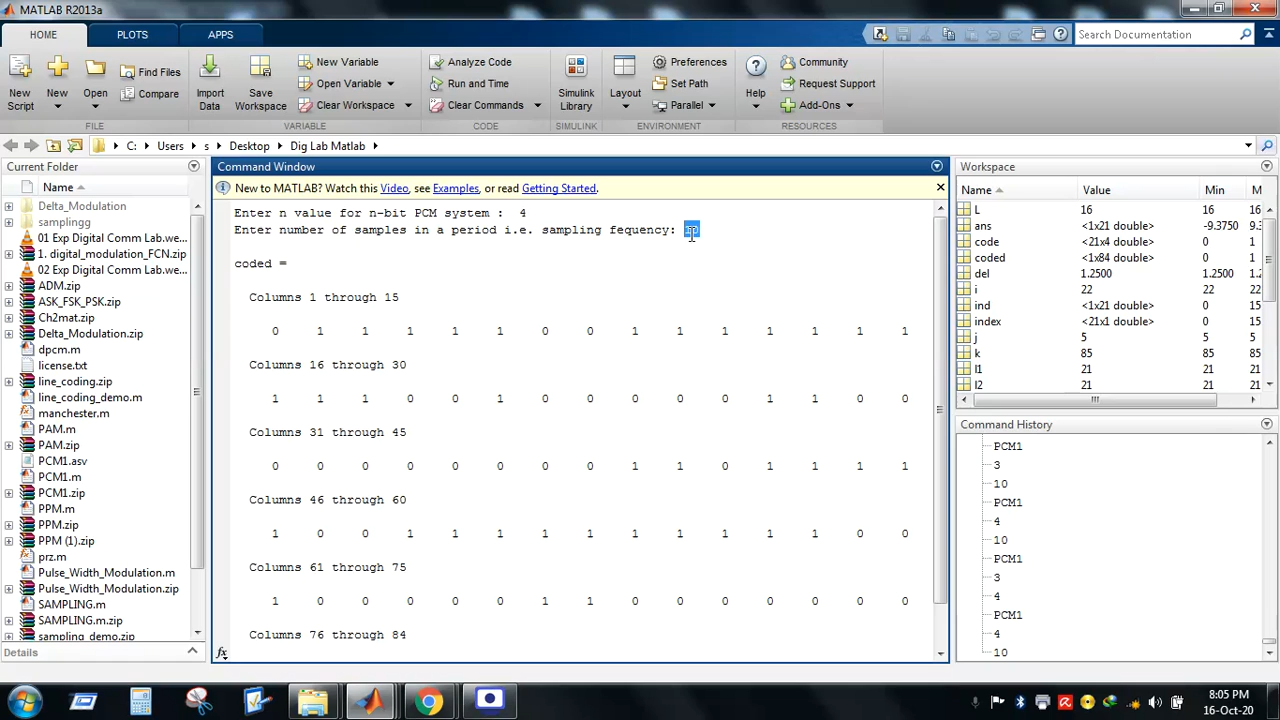 MATLAB R2013a
HOME PLOTS APPS
Search Documentation
New Script
New
Open
Find Files
Compare
Import Data
Save Workspace
New Variable
Open Variable
Clear Workspace
Analyze Code
Run and Time
Clear Commands
Simulink Library
Layout
Preferences
Set Path
Parallel
Help
Community
Request Support
Add-Ons
FILE VARIABLE CODE SIMULINK ENVIRONMENT RESOURCES
C: Users s Desktop Dig Lab Matlab
Current Folder
Name
Delta_Modulation
samplingg
01 Exp Digital Comm Lab.we...
1. digital_modulation_FCN.zip
02 Exp Digital Comm Lab.we...
ADM.zip
ASK_FSK_PSK.zip
Ch2mat.zip
Delta_Modulation.zip
dpcm.m
license.txt
line_coding.zip
line_coding_demo.m
manchester.m
PAM.m
PAM.zip
PCM1.asv
PCM1.m
PCM1.zip
PPM.m
PPM.zip
PPM (1).zip
prz.m
Pulse_Width_Modulation.m
Pulse_Width_Modulation.zip
SAMPLING.m
SAMPLING.m.zip
sampling_demo.zip
Details
Command Window
New to MATLAB? Watch this Video, see Examples, or read Getting Started.
Enter n value for n-bit PCM system : 4
Enter number of samples in a period i.e. sampling fequency:
coded =
Columns 1 through 15
0 1 1 1 1 1 0 0 1 1 1 1 1 1 1
Columns 16 through 30
1 1 1 0 0 1 0 0 0 0 0 1 1 0 0
Columns 31 through 45
0 0 0 0 0 0 0 0 1 1 0 1 1 1 1
Columns 46 through 60
1 0 0 1 1 1 1 1 1 1 1 1 1 0 0
Columns 61 through 75
1 0 0 0 0 0 1 1 0 0 0 0 0 0 0
Columns 76 through 84
fx
Workspace
Name Value Min M
L 16 16 16
ans <1x21 double> -9.3750 9.3
code <21x4 double> 0 1
coded <1x84 double> 0 1
del 1.2500 1.2500 1.2
i 22 22 22
ind <1x21 double> 0 15
index <21x1 double> 0 15
j 5 5 5
k 85 85 85
l1 21 21 21
l2 21 21 21
Command History
PCM1
3
10
PCM1
4
10
PCM1
3
4
PCM1
4
10
8:05 PM
16-Oct-20